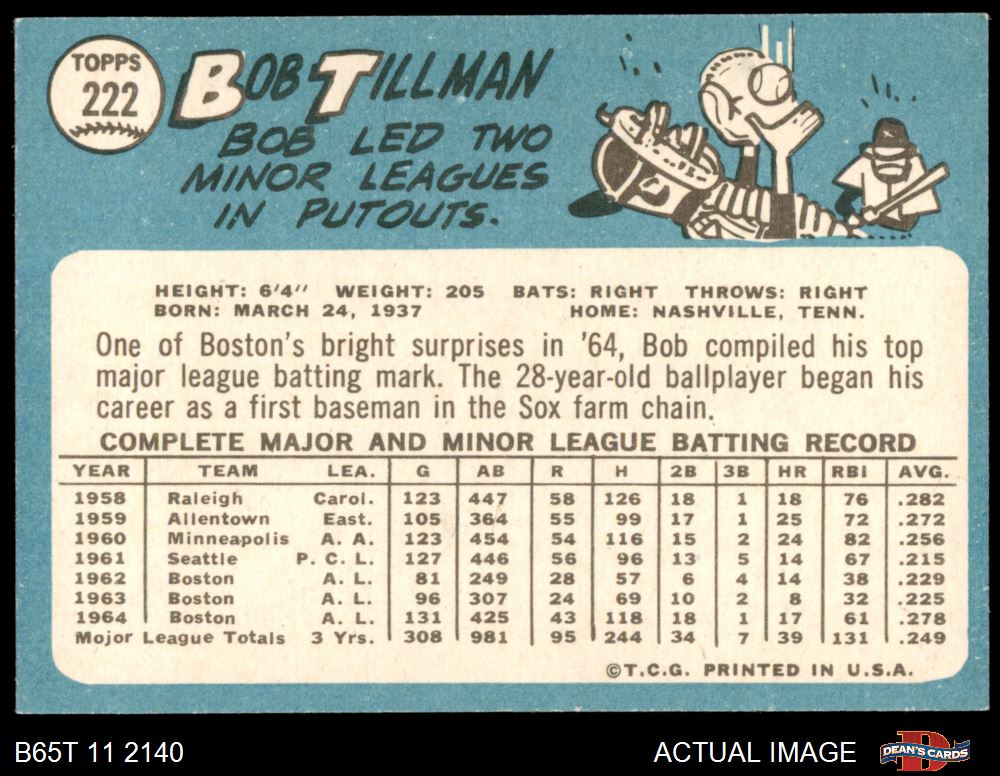 TOPPS
222
BOB TILLMAN
BOB LED TWO
MINOR LEAGUES
IN PUTOUTS.
HEIGHT: 6'4" WEIGHT: 205 BATS: RIGHT THROWS: RIGHT
BORN: MARCH 24, 1937 HOME: NASHVILLE, TENN.
One of Boston's bright surprises in '64, Bob compiled his top
major league batting mark. The 28-year-old ballplayer began his
career as a first baseman in the Sox farm chain.
COMPLETE MAJOR AND MINOR LEAGUE BATTING RECORD
YEAR TEAM LEA. G AB R H 2B 3B HR RBI AVG.
1958 Raleigh Carol. 123 447 58 126 18 1 18 76 .282
1959 Allentown East. 105 364 55 99 17 1 25 72 .272
1960 Minneapolis A. A. 123 454 54 116 15 2 24 82 .256
1961 Seattle P. C. L. 127 446 56 96 13 5 14 67 .215
1962 Boston A. L. 81 249 28 57 6 4 14 38 .229
1963 Boston A. L. 96 307 24 69 10 2 8 32 .225
1964 Boston A. L. 131 425 43 118 18 1 17 61 .278
Major League Totals 3 Yrs. 308 981 95 244 34 7 39 131 .249
©T.C.G. PRINTED IN U.S.A.
B65T 11 2140
ACTUAL IMAGE
D
DEAN'S CARDS